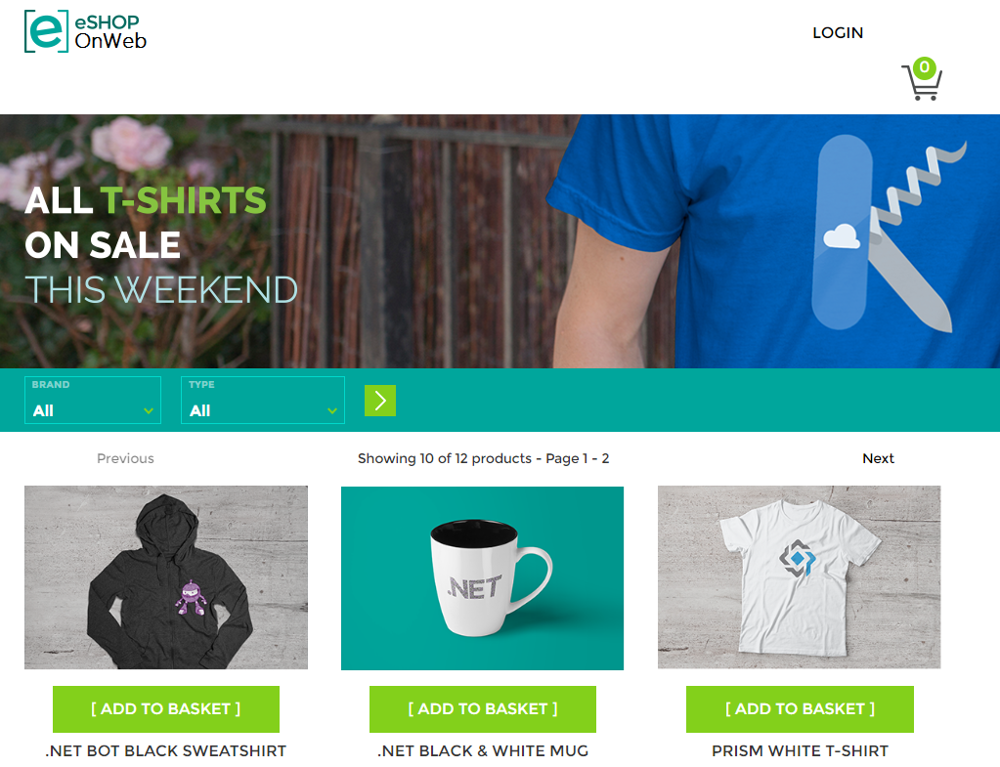 eSHOP
OnWeb
LOGIN
0
ALL T-SHIRTS
ON SALE
THIS WEEKEND
BRAND
All
TYPE
All
Previous
Showing 10 of 12 products - Page 1 - 2
Next
.NET
[ ADD TO BASKET ]
[ ADD TO BASKET ]
[ ADD TO BASKET ]
.NET BOT BLACK SWEATSHIRT
.NET BLACK & WHITE MUG
PRISM WHITE T-SHIRT